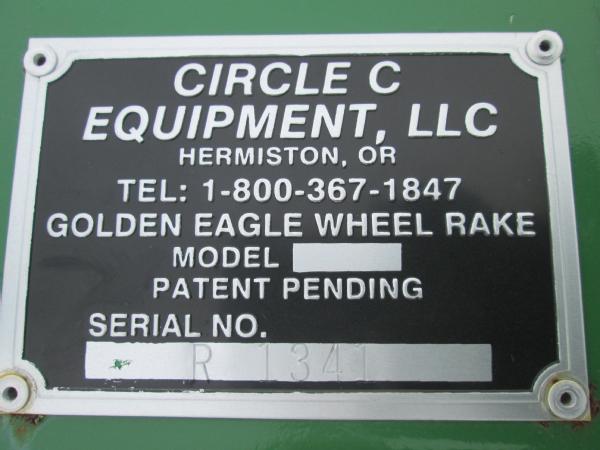 CIRCLE C
EQUIPMENT, LLC
HERMISTON, OR
TEL: 1-800-367-1847
GOLDEN EAGLE WHEEL RAKE
MODEL
PATENT PENDING
SERIAL NO.
R 1341